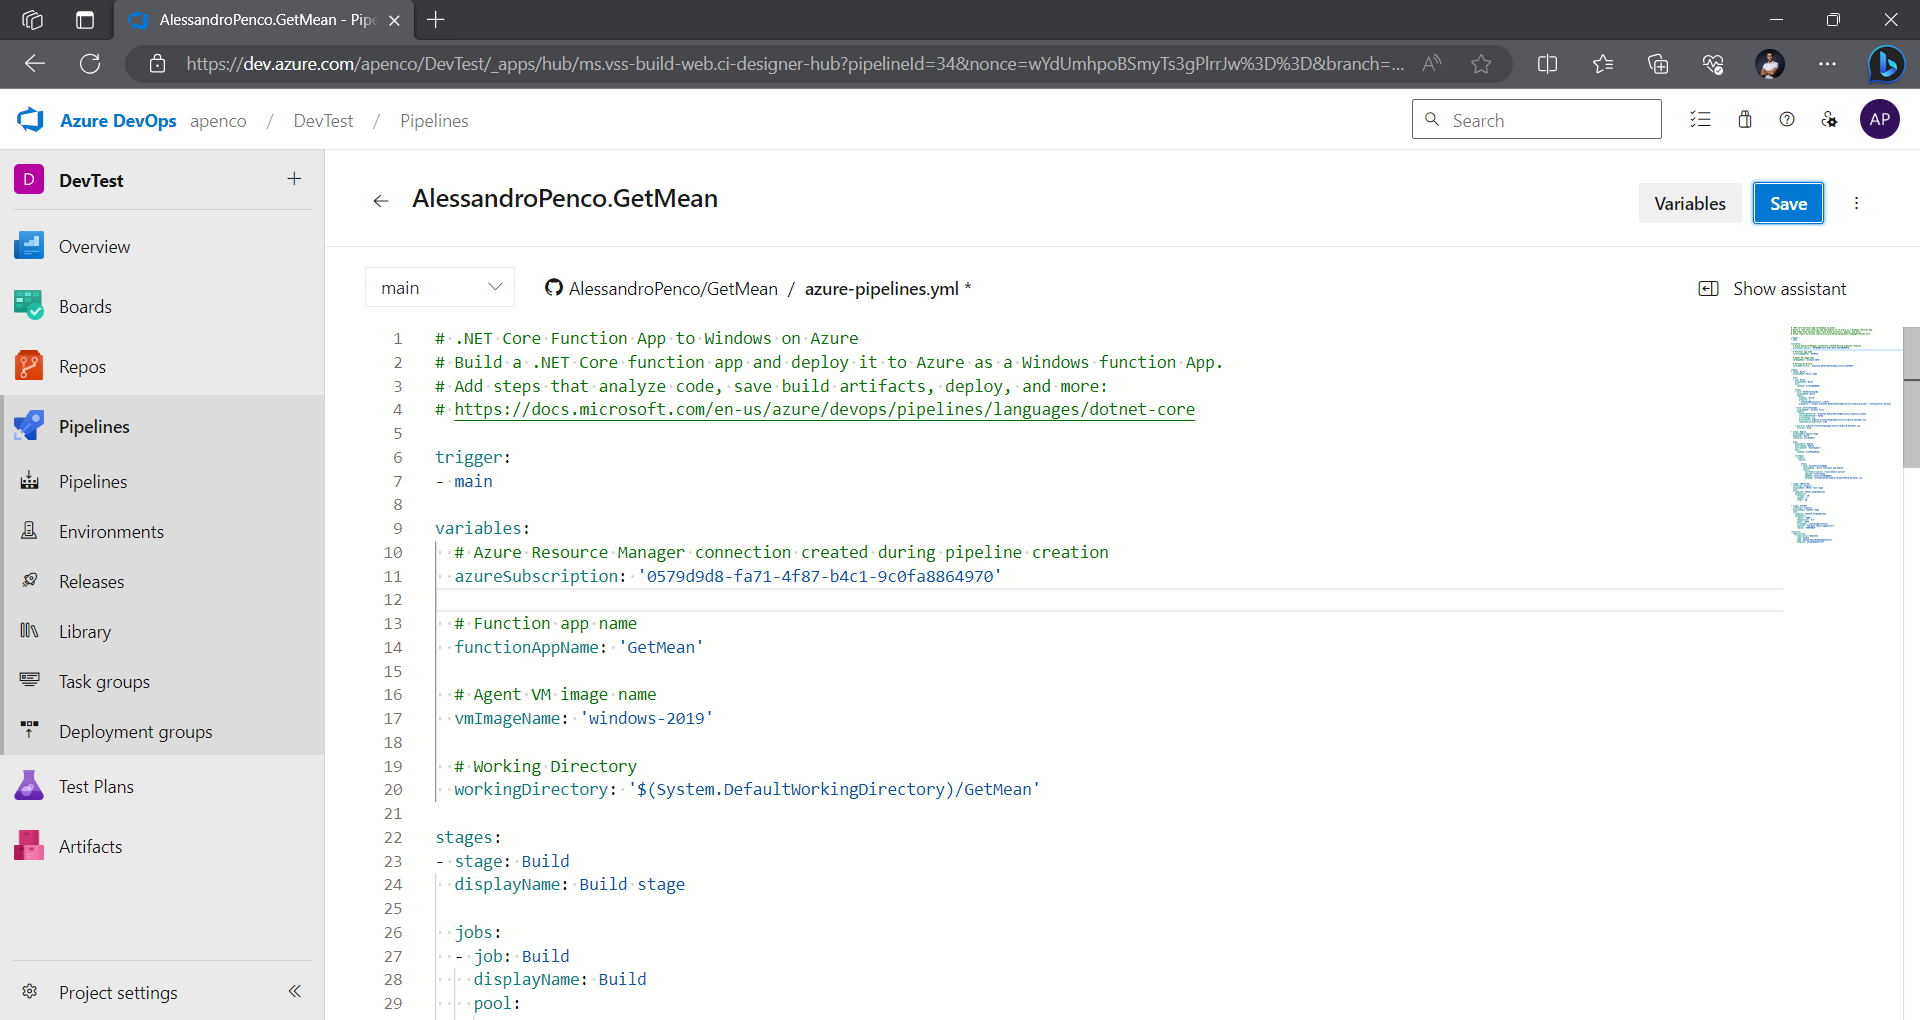 AlessandroPenco.GetMean - Pipe
https://dev.azure.com/apenco/DevTest/_apps/hub/ms.vss-build-web.ci-designer-hub?pipelineId=34&nonce=wYdUmhpoBSmyTs3gPlrrJw%3D%3D&branch=...
Azure DevOps apenco / DevTest / Pipelines
Search
AP
D DevTest
Overview
Boards
Repos
Pipelines
Pipelines
Environments
Releases
Library
Task groups
Deployment groups
Test Plans
Artifacts
Project settings
AlessandroPenco.GetMean
Variables
Save
main
AlessandroPenco/GetMean / azure-pipelines.yml *
Show assistant
1 # .NET Core Function App to Windows on Azure
2 # Build a .NET Core function app and deploy it to Azure as a Windows function App.
3 # Add steps that analyze code, save build artifacts, deploy, and more:
4 # https://docs.microsoft.com/en-us/azure/devops/pipelines/languages/dotnet-core
5
6 trigger:
7 - main
8
9 variables:
10 # Azure Resource Manager connection created during pipeline creation
11 azureSubscription: '0579d9d8-fa71-4f87-b4c1-9c0fa8864970'
12
13 # Function app name
14 functionAppName: 'GetMean'
15
16 # Agent VM image name
17 vmImageName: 'windows-2019'
18
19 # Working Directory
20 workingDirectory: '$(System.DefaultWorkingDirectory)/GetMean'
21
22 stages:
23 - stage: Build
24 displayName: Build stage
25
26 jobs:
27 - job: Build
28 displayName: Build
29 pool: